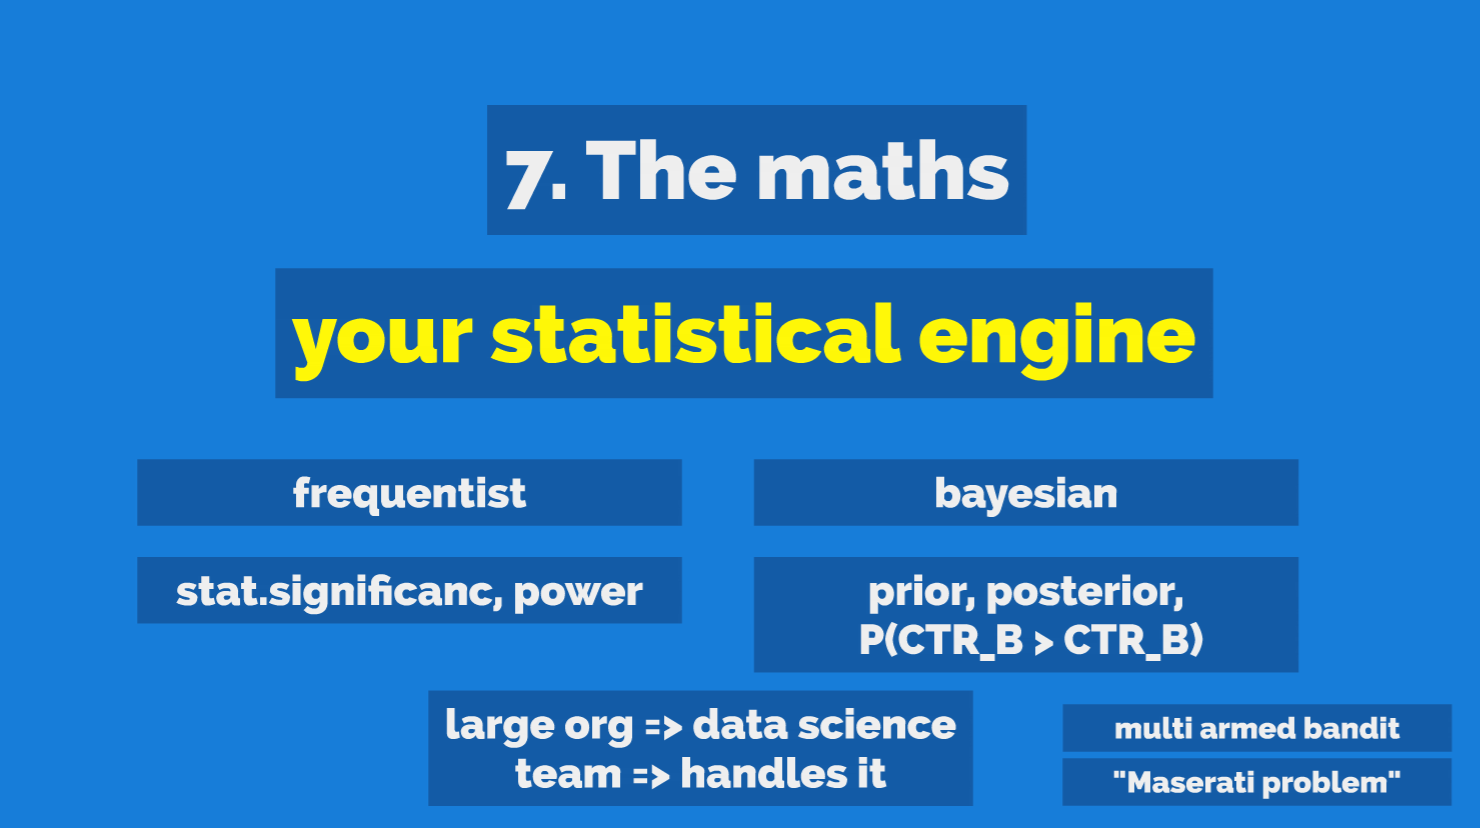 7. The maths
your statistical engine
frequentist
bayesian
stat.significanc, power
prior, posterior,
P(CTR_B > CTR_B)
large org => data science
team => handles it
multi armed bandit
"Maserati problem"